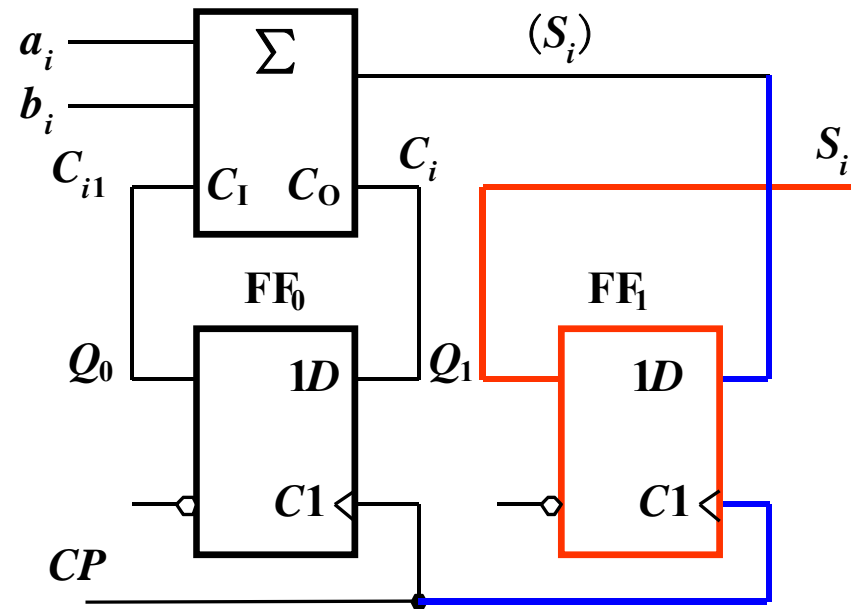 a_i
Σ
(S_i)
b_i
C_i1
C_i
S_i
C_I
C_O
FF_0
FF_1
Q_0
1D
Q_1
1D
C1
C1
CP